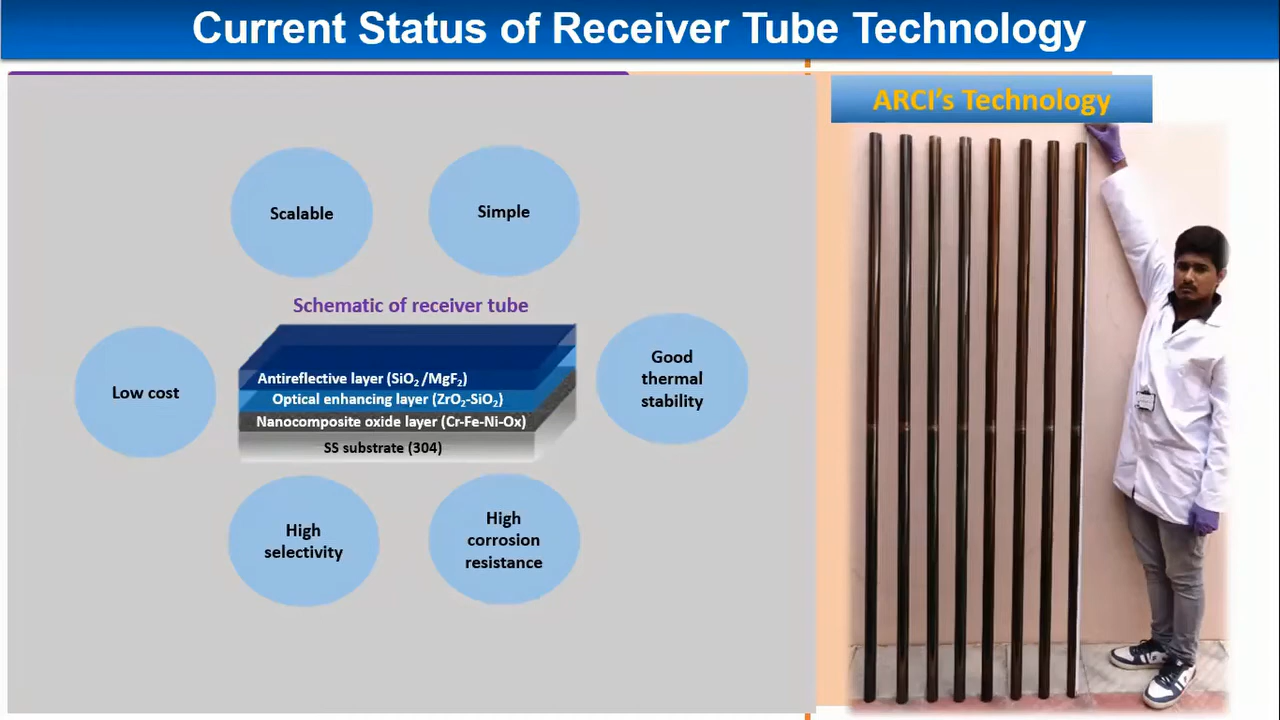 Current Status of Receiver Tube Technology
ARCI's Technology
Scalable
Simple
Schematic of receiver tube
Low cost
Antireflective layer (SiO₂ /MgF₂)
Optical enhancing layer (ZrO₂-SiO₂)
Nanocomposite oxide layer (Cr-Fe-Ni-Ox)
SS substrate (304)
Good
thermal
stability
High
selectivity
High
corrosion
resistance